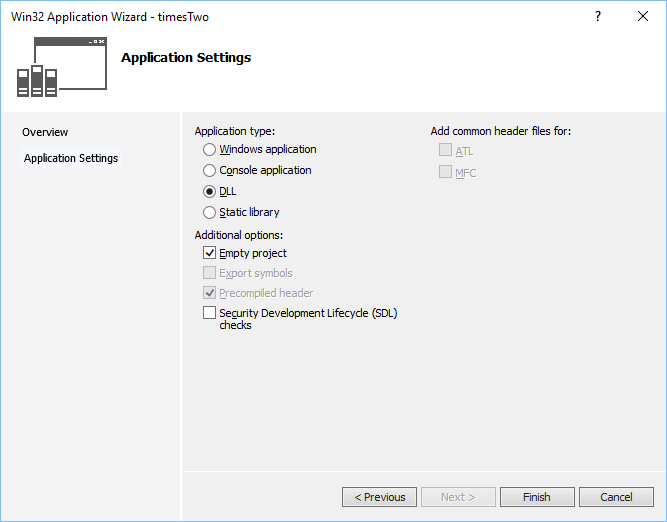 Win32 Application Wizard - timesTwo
?
Application Settings
Overview
Application Settings
Application type:
Windows application
Console application
DLL
Static library
Additional options:
Empty project
Export symbols
Precompiled header
Security Development Lifecycle (SDL)
checks
Add common header files for:
ATL
MFC
< Previous
Next >
Finish
Cancel